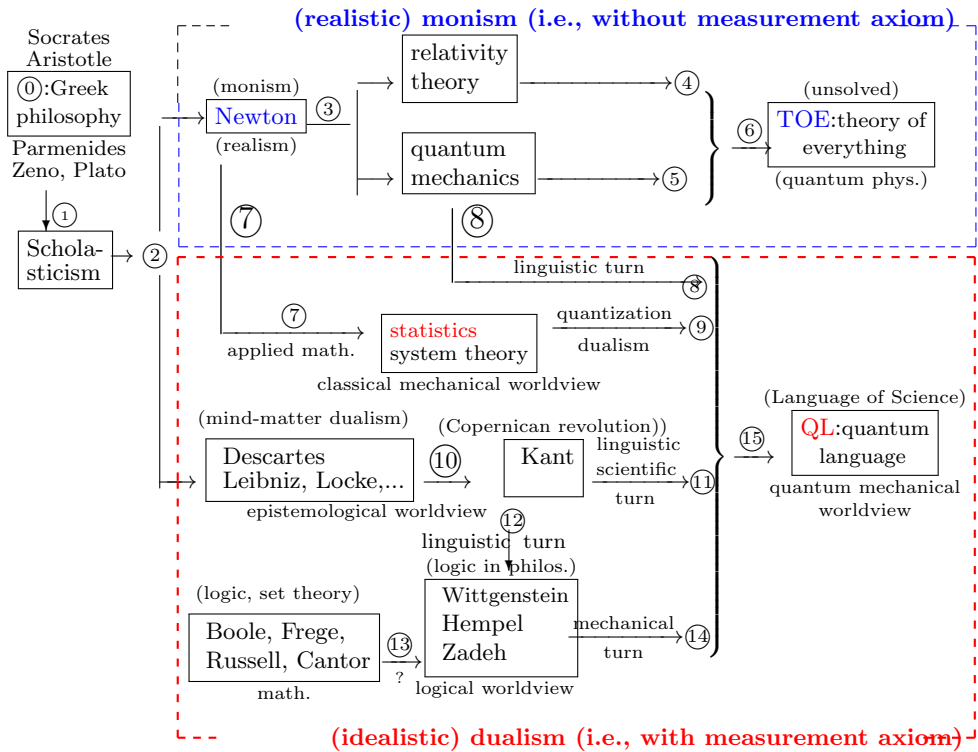 (realistic) monism (i.e., without measurement axiom)
Socrates
Aristotle
⓪:Greek
philosophy
Parmenides
Zeno, Plato
①
Schola-
sticism
②
(monism)
Newton
(realism)
③
relativity
theory
④
quantum
mechanics
⑤
⑥
(unsolved)
TOE:theory of
everything
(quantum phys.)
⑦
⑧
linguistic turn
⑧
⑦
applied math.
statistics
system theory
classical mechanical worldview
quantization
⑨
dualism
(mind-matter dualism)
Descartes
Leibniz, Locke,...
epistemological worldview
⑩
(Copernican revolution))
Kant
linguistic
scientific
turn
⑪
⑫
linguistic turn
(logic in philos.)
Wittgenstein
Hempel
Zadeh
logical worldview
(logic, set theory)
Boole, Frege,
Russell, Cantor
math.
⑬
?
mechanical
turn
⑭
⑮
(Language of Science)
QL:quantum
language
quantum mechanical
worldview
(idealistic) dualism (i.e., with measurement axiom)